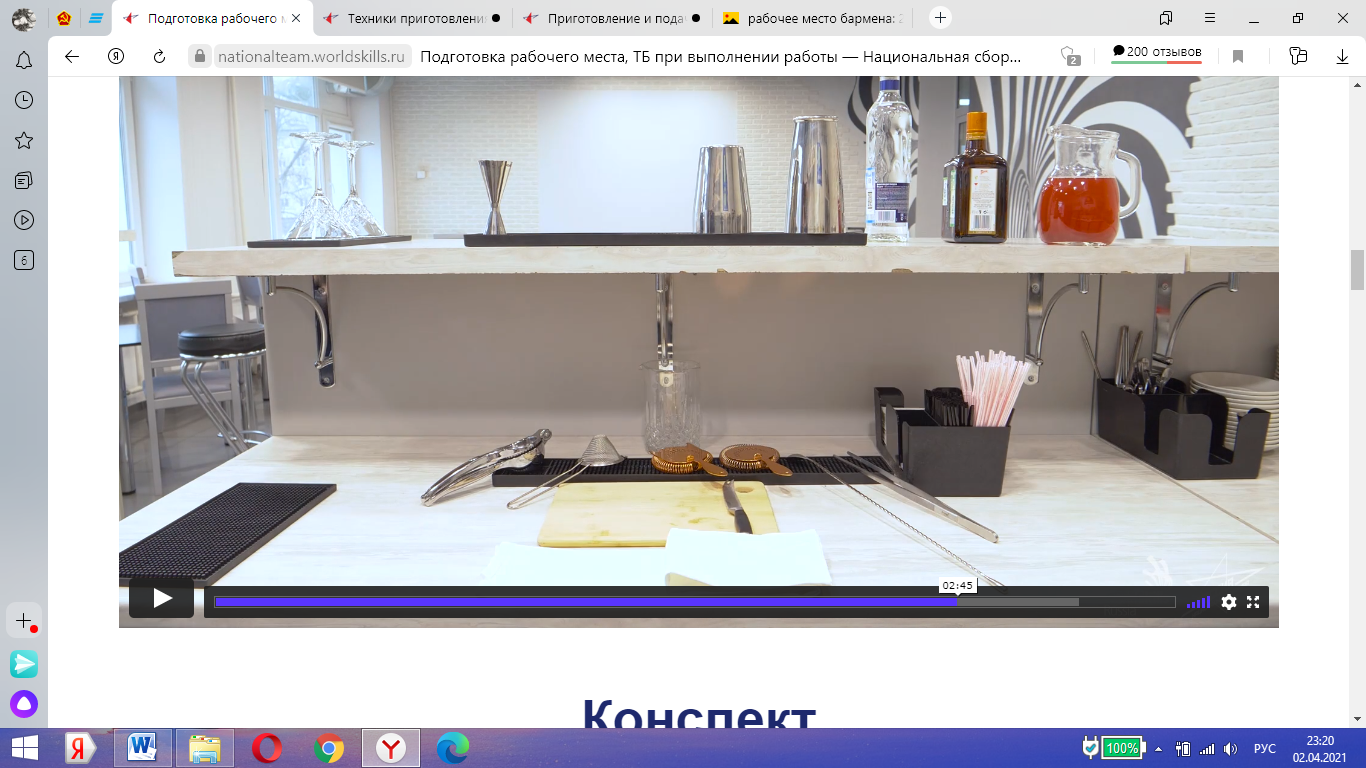 Подготовка рабочего м
Техники приготовлени
Приготовление и пода
рабочее место бармена: 2
nationalteam.worldskills.ru
Подготовка рабочего места, ТБ при выполнении работы — Национальная сбор...
2
200 отзывов
6
02:45
Конспект
100%
РУС
23:20
02.04.2021